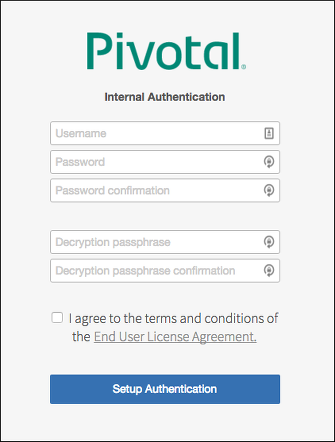 Pivotal®
Internal Authentication
Username
Password
Password confirmation
Decryption passphrase
Decryption passphrase confirmation
I agree to the terms and conditions of
the End User License Agreement.
Setup Authentication